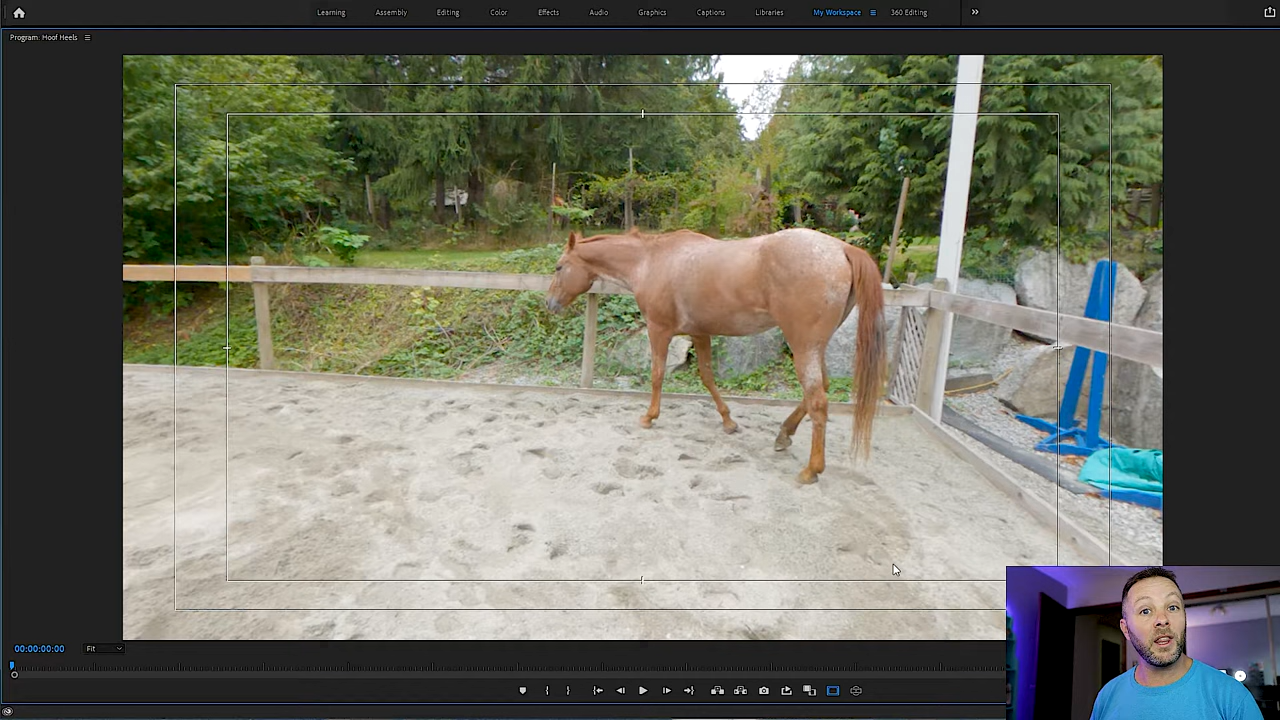 Learning Assembly Editing Color Effects Audio Graphics Captions Libraries My Workspace 360 Editing
Program: Hoof Heels
00:00:00:00 Fit